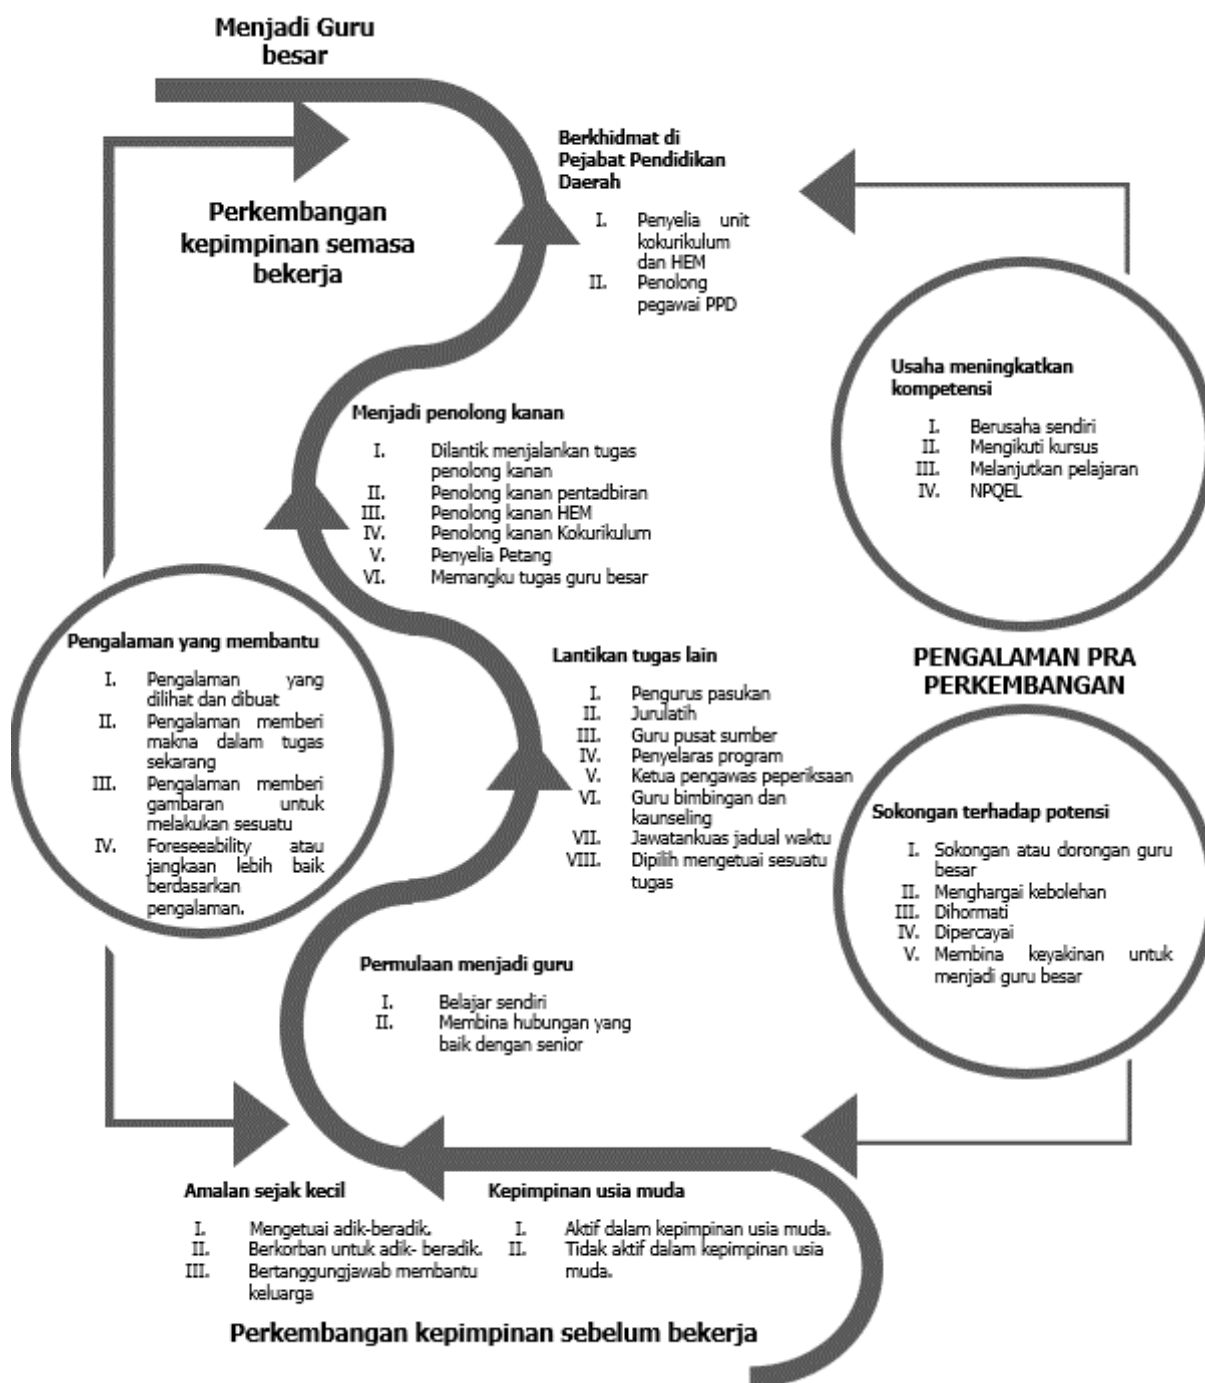 Menjadi Guru
besar
Berkhidmat di
Pejabat Pendidikan
Daerah
I. Penyelia unit
kokurikulum
dan HEM
II. Penolong
pegawai PPD
Perkembangan
kepimpinan semasa
bekerja
Usaha meningkatkan
kompetensi
I. Berusaha sendiri
II. Mengikuti kursus
III. Melanjutkan pelajaran
IV. NPQEL
Menjadi penolong kanan
I. Dilantik menjalankan tugas
penolong kanan
II. Penolong kanan pentadbiran
III. Penolong kanan HEM
IV. Penolong kanan Kokurikulum
V. Penyelia Petang
VI. Memangku tugas guru besar
Pengalaman yang membantu
I. Pengalaman yang
dilihat dan dibuat
II. Pengalaman memberi
makna dalam tugas
sekarang
III. Pengalaman memberi
gambaran untuk
melakukan sesuatu
IV. Foreseeability atau
jangkaan lebih baik
berdasarkan
pengalaman.
Lantikan tugas lain
I. Pengurus pasukan
II. Jurulatih
III. Guru pusat sumber
IV. Penyelaras program
V. Ketua pengawas peperiksaan
VI. Guru bimbingan dan
kaunseling
VII. Jawatankuas jadual waktu
VIII. Dipilih mengetuai sesuatu
tugas
PENGALAMAN PRA
PERKEMBANGAN
Sokongan terhadap potensi
I. Sokongan atau dorongan guru
besar
II. Menghargai kebolehan
III. Dihormati
IV. Dipercayai
V. Membina keyakinan untuk
menjadi guru besar
Permulaan menjadi guru
I. Belajar sendiri
II. Membina hubungan yang
baik dengan senior
Amalan sejak kecil
I. Mengetuai adik-beradik.
II. Berkorban untuk adik- beradik.
III. Bertanggungjawab membantu
keluarga
Kepimpinan usia muda
I. Aktif dalam kepimpinan usia muda.
II. Tidak aktif dalam kepimpinan usia
muda.
Perkembangan kepimpinan sebelum bekerja